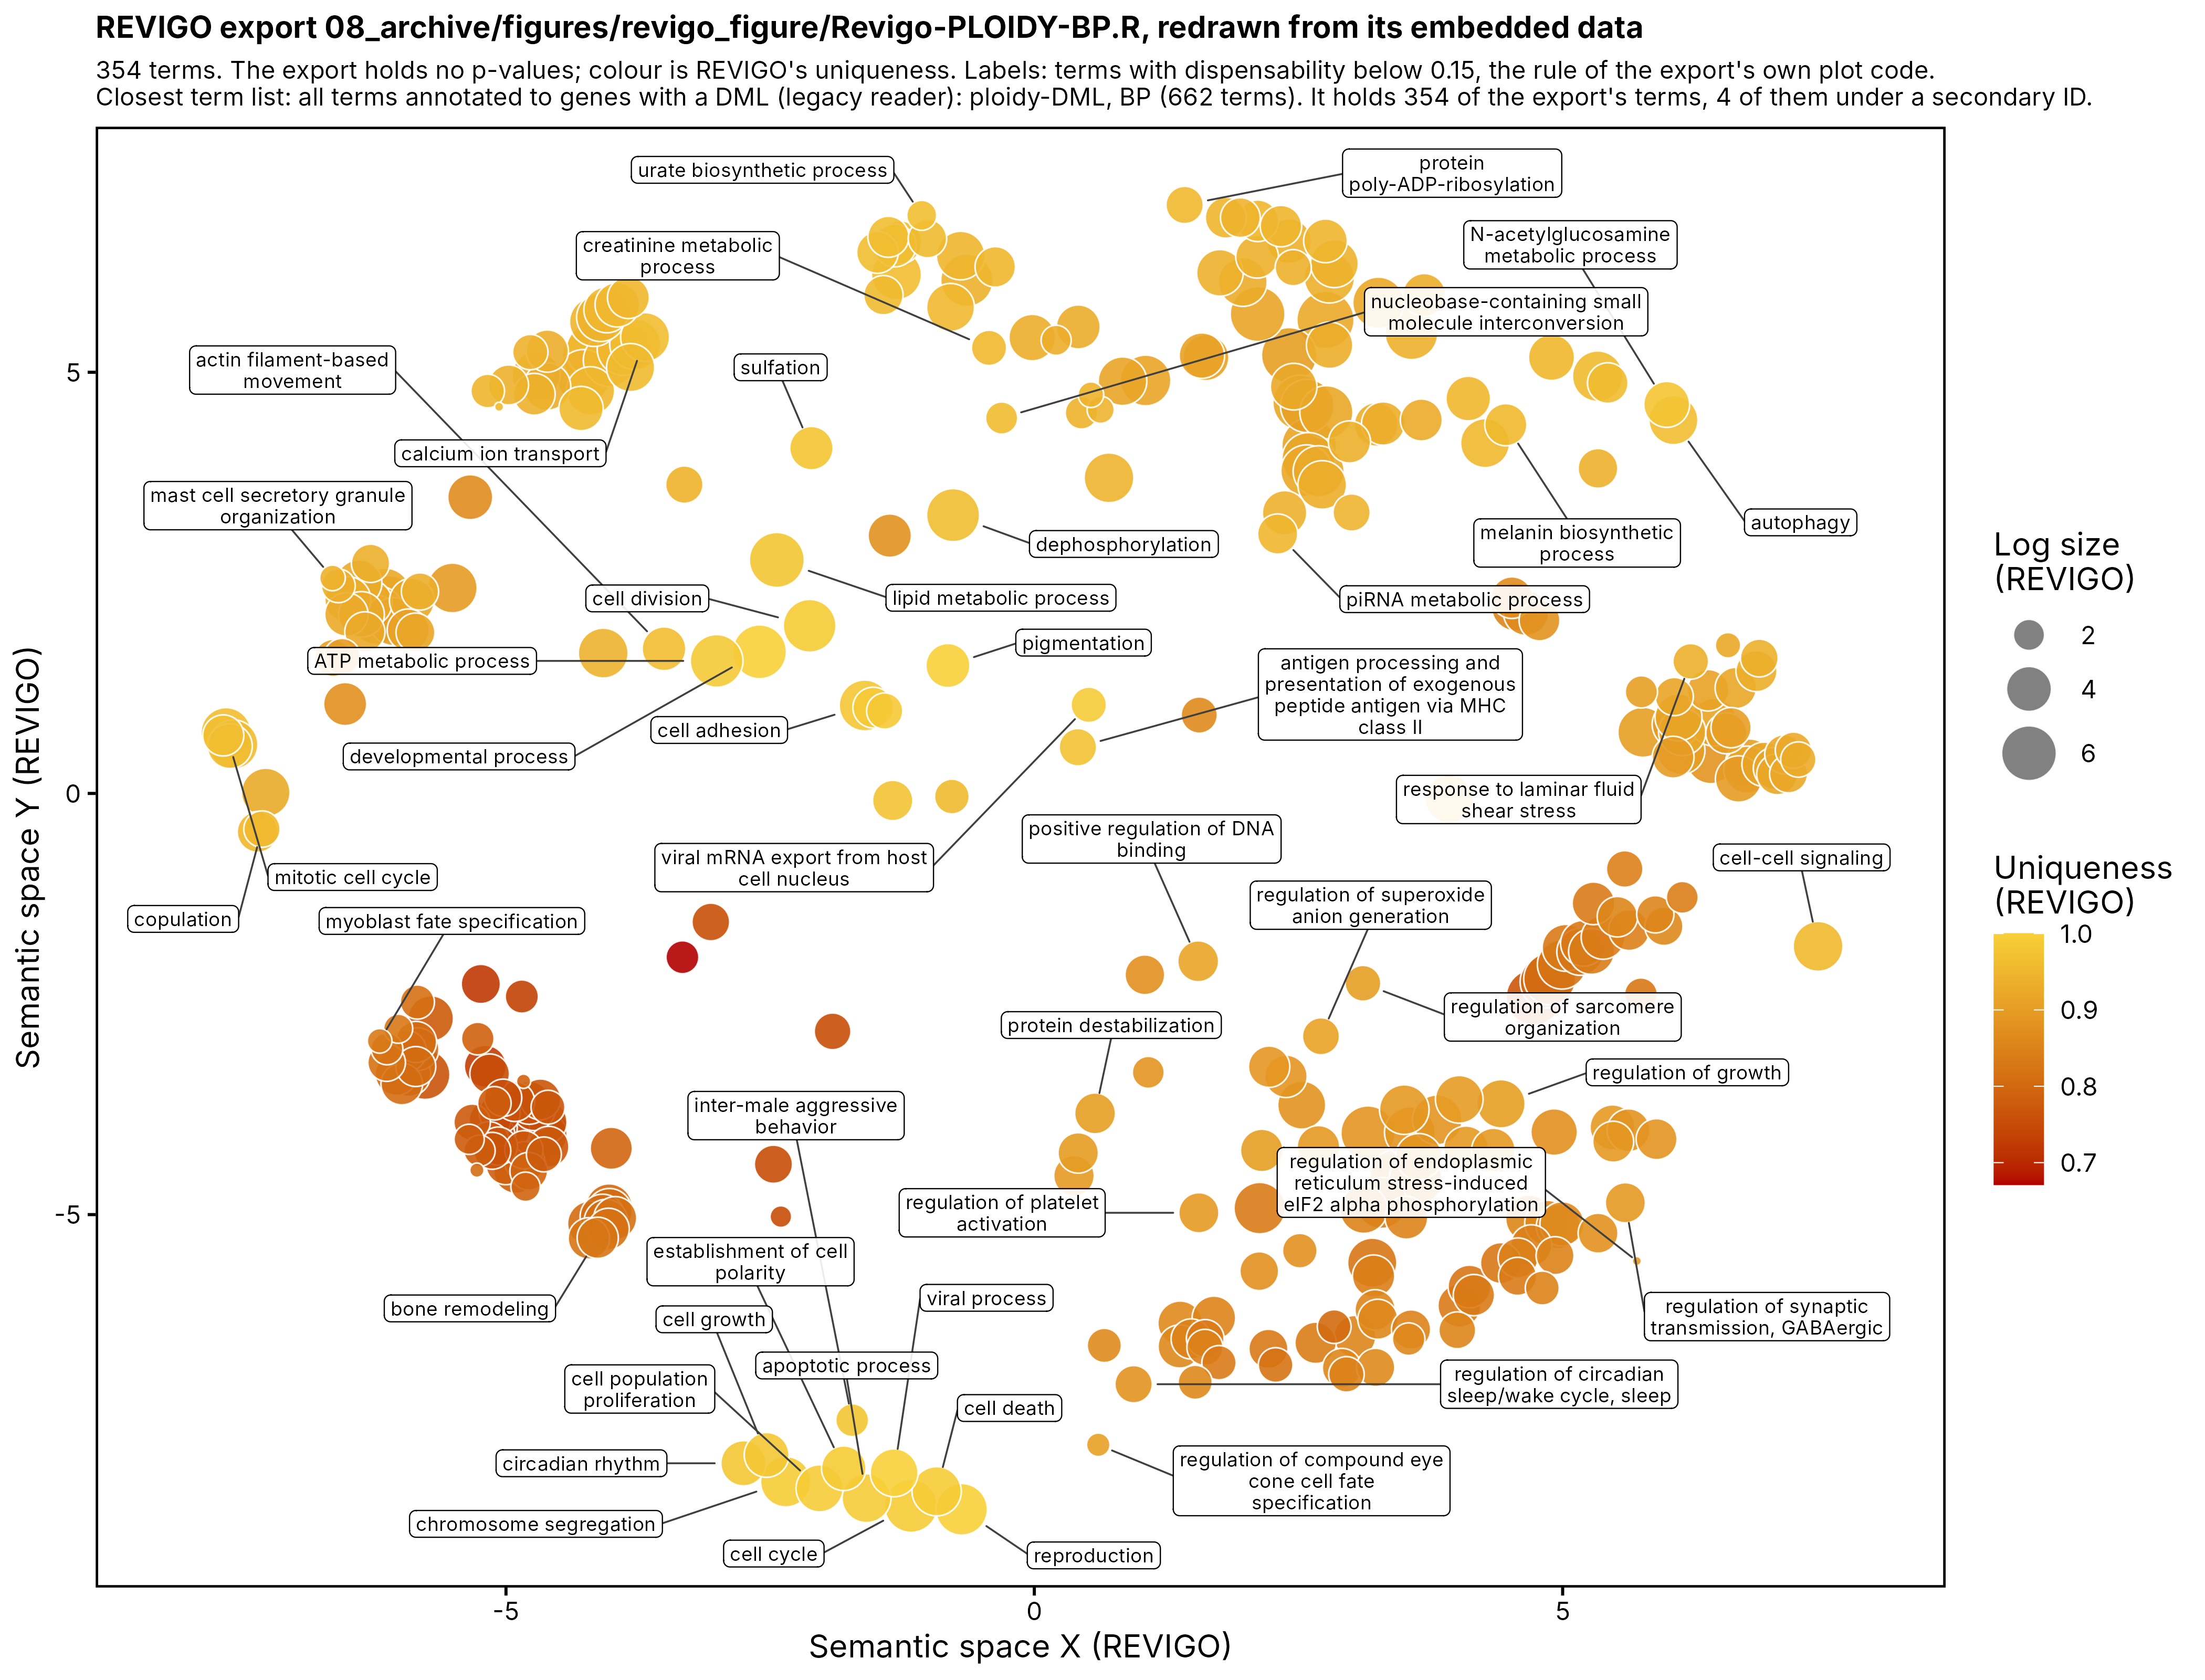 REVIGO export 08_archive/figures/revigo_figure/Revigo-PLOIDY-BP.R, redrawn from its embedded data
354 terms. The export holds no p-values; colour is REVIGO's uniqueness. Labels: terms with dispensability below 0.15, the rule of the export's own plot code.
Closest term list: all terms annotated to genes with a DML (legacy reader): ploidy-DML, BP (662 terms). It holds 354 of the export's terms, 4 of them under a secondary ID.
urate biosynthetic process
protein
poly-ADP-ribosylation
creatinine metabolic
process
N-acetylglucosamine
metabolic process
nucleobase-containing small
molecule interconversion
actin filament-based
movement
sulfation
calcium ion transport
mast cell secretory granule
organization
autophagy
melanin biosynthetic
process
dephosphorylation
cell division
lipid metabolic process
piRNA metabolic process
ATP metabolic process
pigmentation
antigen processing and
presentation of exogenous
peptide antigen via MHC
class II
cell adhesion
developmental process
response to laminar fluid
shear stress
positive regulation of DNA
binding
viral mRNA export from host
cell nucleus
cell-cell signaling
mitotic cell cycle
copulation
myoblast fate specification
regulation of superoxide
anion generation
regulation of sarcomere
organization
protein destabilization
regulation of growth
inter-male aggressive
behavior
regulation of endoplasmic
reticulum stress-induced
eIF2 alpha phosphorylation
regulation of platelet
activation
establishment of cell
polarity
bone remodeling
viral process
cell growth
regulation of synaptic
transmission, GABAergic
apoptotic process
cell population
proliferation
regulation of circadian
sleep/wake cycle, sleep
cell death
circadian rhythm
regulation of compound eye
cone cell fate
specification
chromosome segregation
cell cycle
reproduction
5
0
-5
-5
0
5
Semantic space X (REVIGO)
Semantic space Y (REVIGO)
Log size
(REVIGO)
2
4
6
Uniqueness
(REVIGO)
1.0
0.9
0.8
0.7